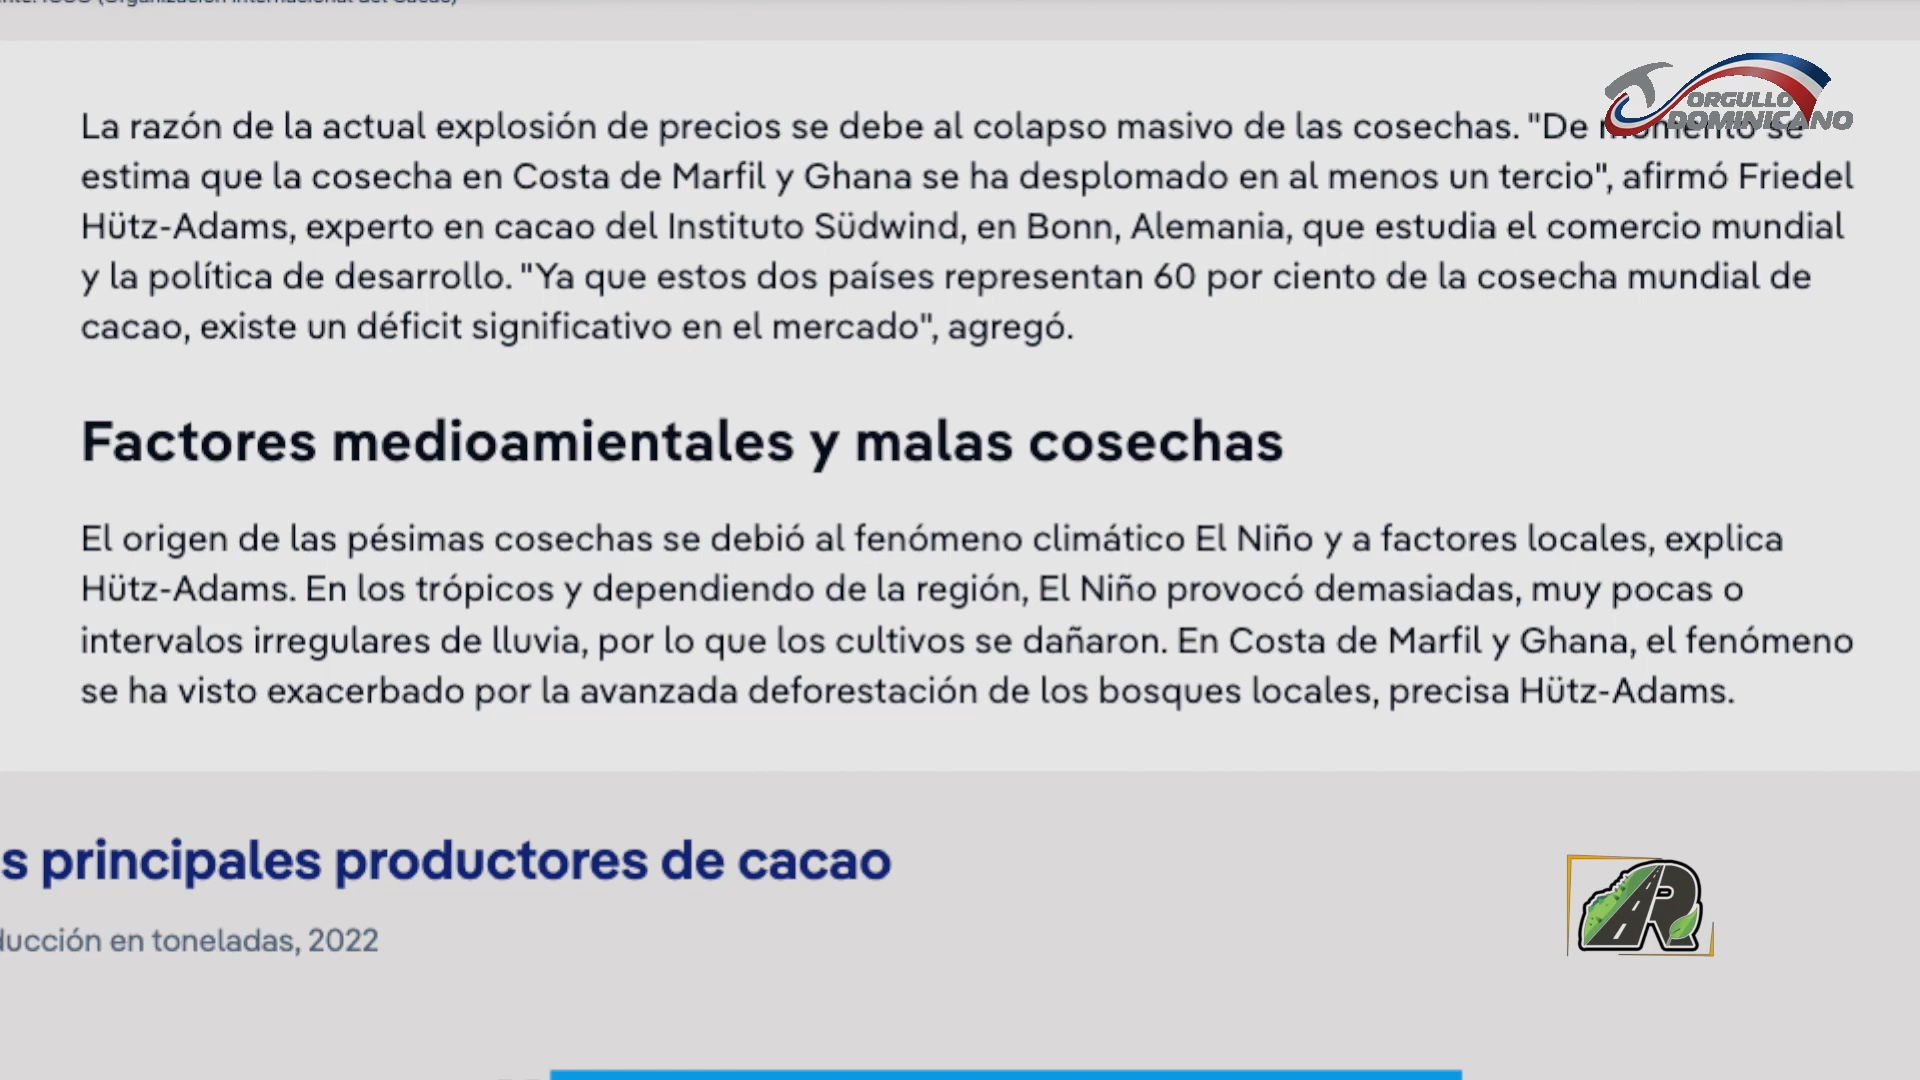 (Organización Internacional del Cacao)
ORGULLO
DOMINICANO
La razón de la actual explosión de precios se debe al colapso masivo de las cosechas. "De momento se
estima que la cosecha en Costa de Marfil y Ghana se ha desplomado en al menos un tercio", afirmó Friedel
Hütz-Adams, experto en cacao del Instituto Südwind, en Bonn, Alemania, que estudia el comercio mundial
y la política de desarrollo. "Ya que estos dos países representan 60 por ciento de la cosecha mundial de
cacao, existe un déficit significativo en el mercado", agregó.
Factores medioamientales y malas cosechas
El origen de las pésimas cosechas se debió al fenómeno climático El Niño y a factores locales, explica
Hütz-Adams. En los trópicos y dependiendo de la región, El Niño provocó demasiadas, muy pocas o
intervalos irregulares de lluvia, por lo que los cultivos se dañaron. En Costa de Marfil y Ghana, el fenómeno
se ha visto exacerbado por la avanzada deforestación de los bosques locales, precisa Hütz-Adams.
s principales productores de cacao
ducción en toneladas, 2022
R